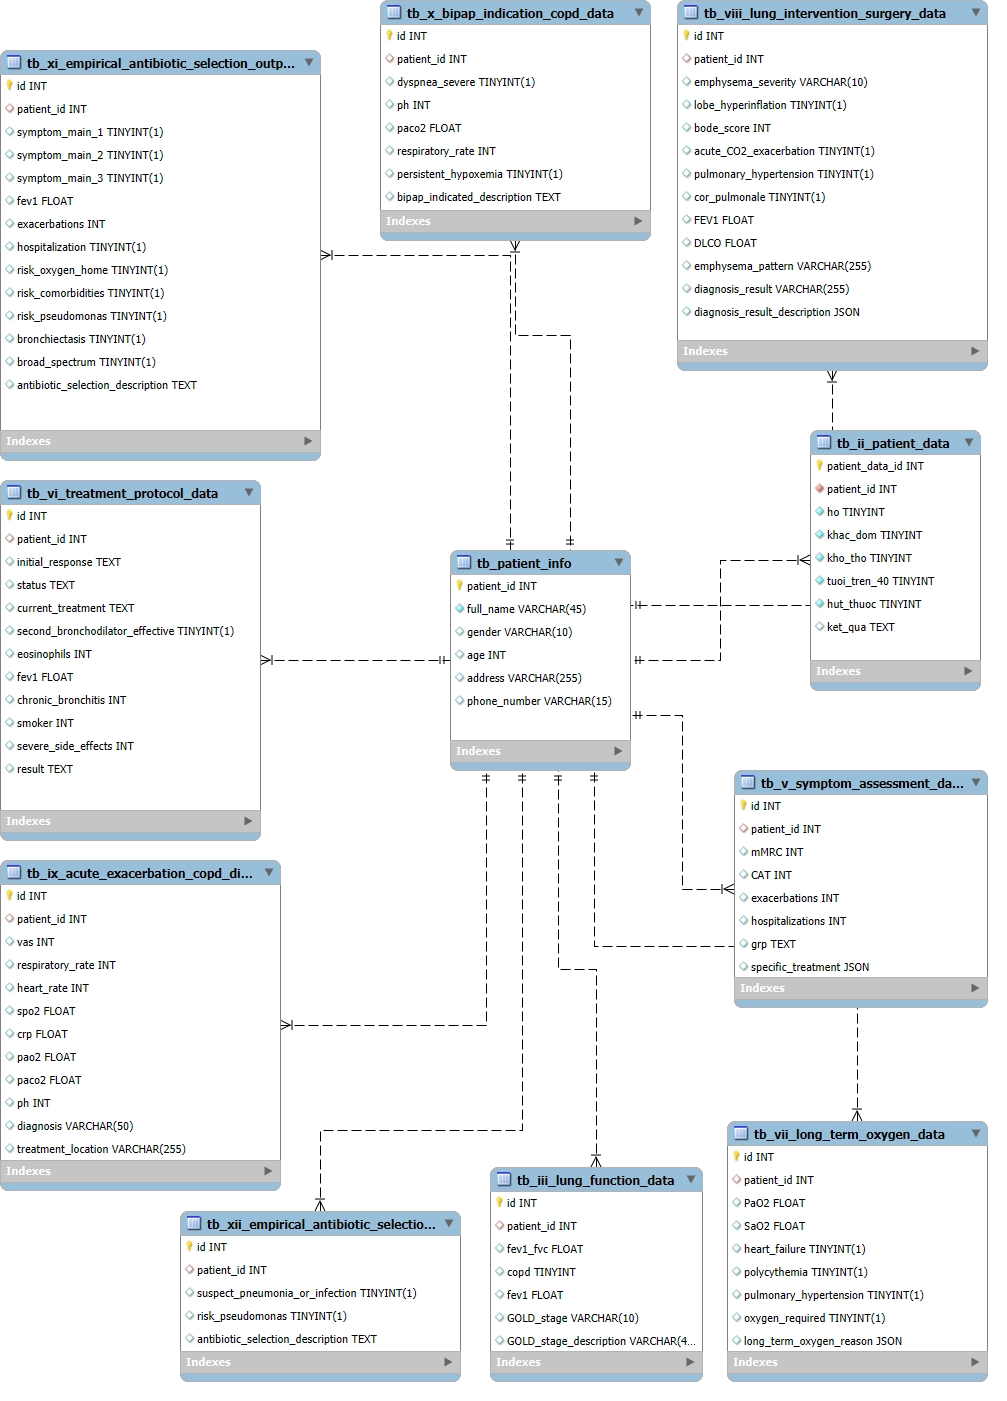 tb_x_bipap_indication_copd_data
id INT
patient_id INT
dyspnea_severe TINYINT(1)
ph INT
paco2 FLOAT
respiratory_rate INT
persistent_hypoxemia TINYINT(1)
bipap_indicated_description TEXT
Indexes
tb_viii_lung_intervention_surgery_data
id INT
patient_id INT
emphysema_severity VARCHAR(10)
lobe_hyperinflation TINYINT(1)
bode_score INT
acute_CO2_exacerbation TINYINT(1)
pulmonary_hypertension TINYINT(1)
cor_pulmonale TINYINT(1)
FEV1 FLOAT
DLCO FLOAT
emphysema_pattern VARCHAR(255)
diagnosis_result VARCHAR(255)
diagnosis_result_description JSON
Indexes
tb_xi_empirical_antibiotic_selection_outp...
id INT
patient_id INT
symptom_main_1 TINYINT(1)
symptom_main_2 TINYINT(1)
symptom_main_3 TINYINT(1)
fev1 FLOAT
exacerbations INT
hospitalization TINYINT(1)
risk_oxygen_home TINYINT(1)
risk_comorbidities TINYINT(1)
risk_pseudomonas TINYINT(1)
bronchiectasis TINYINT(1)
broad_spectrum TINYINT(1)
antibiotic_selection_description TEXT
Indexes
tb_ii_patient_data
patient_data_id INT
patient_id INT
ho TINYINT
khac_dom TINYINT
kho_tho TINYINT
tuoi_tren_40 TINYINT
hut_thuoc TINYINT
ket_qua TEXT
Indexes
tb_vi_treatment_protocol_data
id INT
patient_id INT
initial_response TEXT
status TEXT
current_treatment TEXT
second_bronchodilator_effective TINYINT(1)
eosinophils INT
fev1 FLOAT
chronic_bronchitis INT
smoker INT
severe_side_effects INT
result TEXT
Indexes
tb_patient_info
patient_id INT
full_name VARCHAR(45)
gender VARCHAR(10)
age INT
address VARCHAR(255)
phone_number VARCHAR(15)
Indexes
tb_v_symptom_assessment_da...
id INT
patient_id INT
mMRC INT
CAT INT
exacerbations INT
hospitalizations INT
grp TEXT
specific_treatment JSON
Indexes
tb_ix_acute_exacerbation_copd_di...
id INT
patient_id INT
vas INT
respiratory_rate INT
heart_rate INT
spo2 FLOAT
crp FLOAT
pao2 FLOAT
paco2 FLOAT
ph INT
diagnosis VARCHAR(50)
treatment_location VARCHAR(255)
Indexes
tb_xii_empirical_antibiotic_selectio...
id INT
patient_id INT
suspect_pneumonia_or_infection TINYINT(1)
risk_pseudomonas TINYINT(1)
antibiotic_selection_description TEXT
Indexes
tb_iii_lung_function_data
id INT
patient_id INT
fev1_fvc FLOAT
copd TINYINT
fev1 FLOAT
GOLD_stage VARCHAR(10)
GOLD_stage_description VARCHAR(4...
Indexes
tb_vii_long_term_oxygen_data
id INT
patient_id INT
PaO2 FLOAT
SaO2 FLOAT
heart_failure TINYINT(1)
polycythemia TINYINT(1)
pulmonary_hypertension TINYINT(1)
oxygen_required TINYINT(1)
long_term_oxygen_reason JSON
Indexes